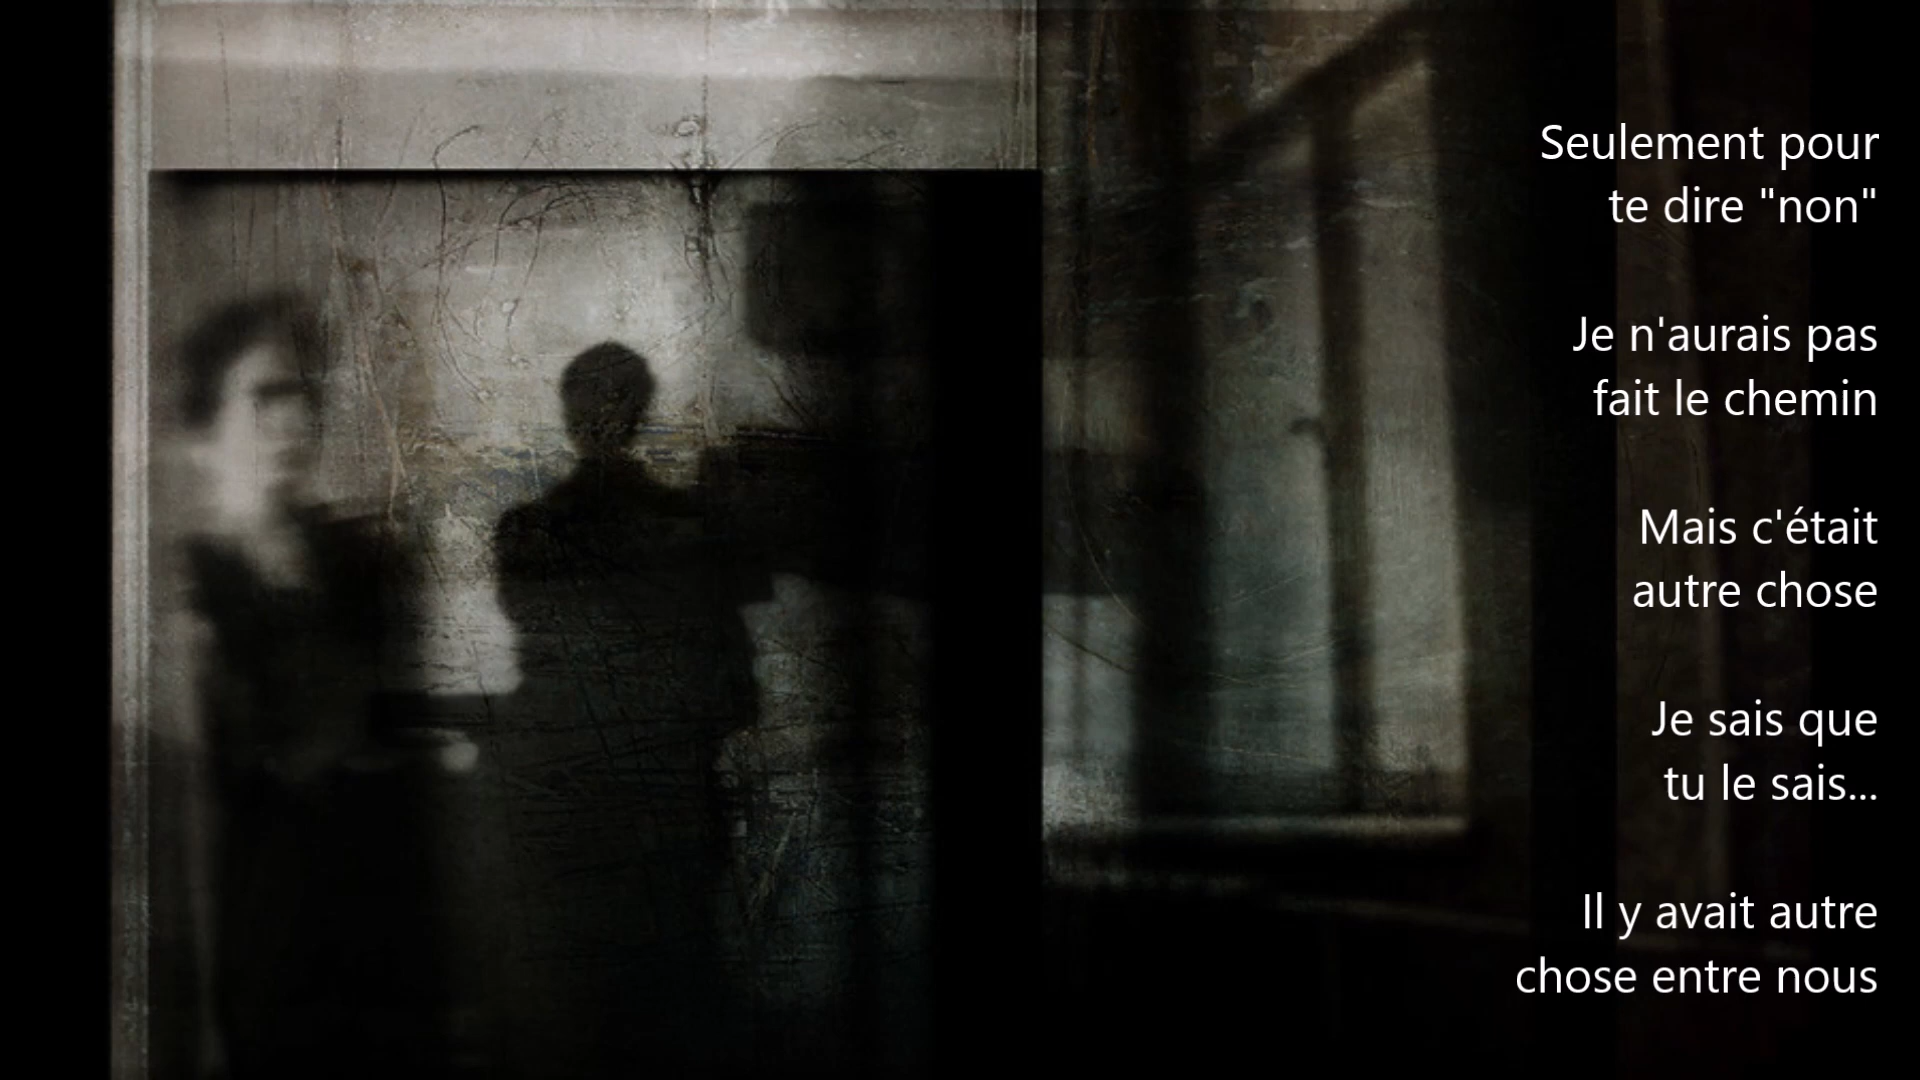 Seulement pour
te dire "non"
Je n'aurais pas
fait le chemin
Mais c'était
autre chose
Je sais que
tu le sais...
Il y avait autre
chose entre nous